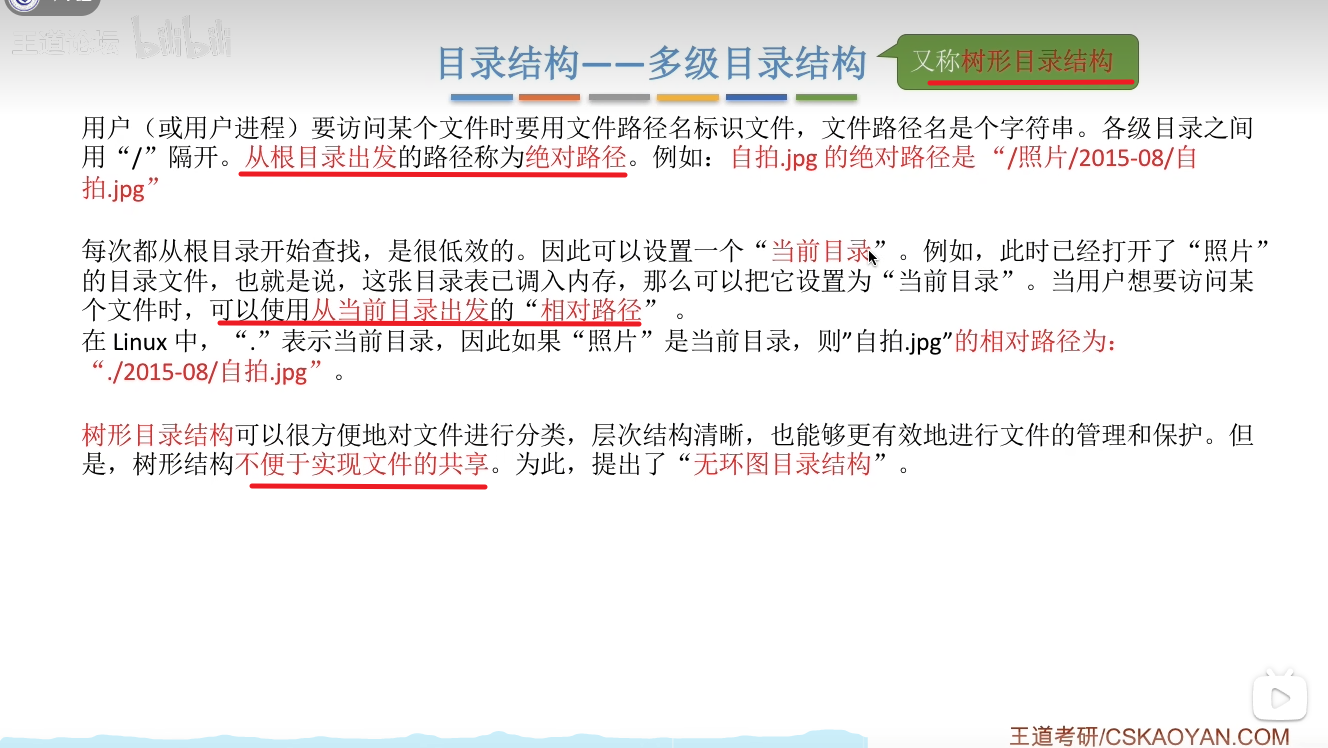 王道论坛 bilibili
目录结构——多级目录结构
又称树形目录结构
用户（或用户进程）要访问某个文件时要用文件路径名标识文件，文件路径名是个字符串。各级目录之间
用“/”隔开。从根目录出发的路径称为绝对路径。例如：自拍.jpg 的绝对路径是 “/照片/2015-08/自
拍.jpg”
每次都从根目录开始查找，是很低效的。因此可以设置一个“当前目录”。例如，此时已经打开了“照片”
的目录文件，也就是说，这张目录表已调入内存，那么可以把它设置为“当前目录”。当用户想要访问某
个文件时，可以使用从当前目录出发的“相对路径”。
在 Linux 中，“.”表示当前目录，因此如果“照片”是当前目录，则”自拍.jpg”的相对路径为：
“./2015-08/自拍.jpg”。
树形目录结构可以很方便地对文件进行分类，层次结构清晰，也能够更有效地进行文件的管理和保护。但
是，树形结构不便于实现文件的共享。为此，提出了“无环图目录结构”。
王道考研/CSKAOYAN.COM